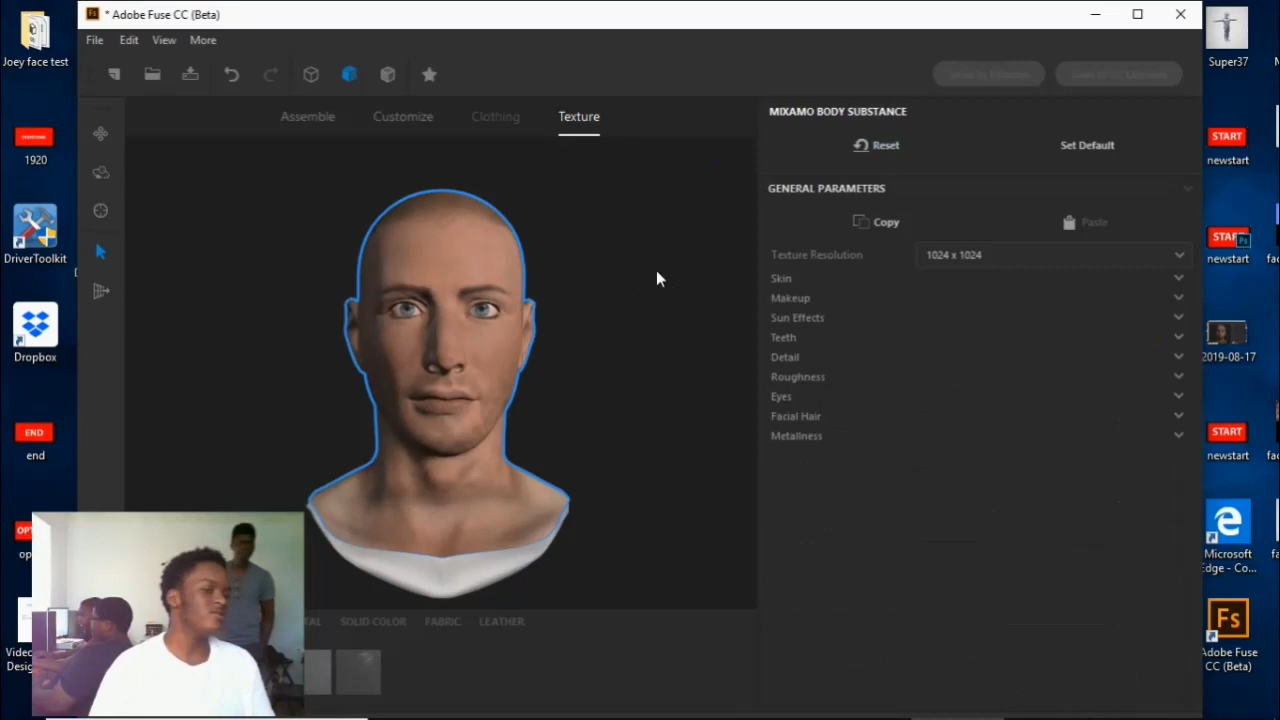 * Adobe Fuse CC (Beta)
File Edit View More
Assemble Customize Clothing Texture
MIXAMO BODY SUBSTANCE
Reset Set Default
GENERAL PARAMETERS
Copy Paste
Texture Resolution 1024 x 1024
Skin
Makeup
Sun Effects
Teeth
Detail
Roughness
Eyes
Facial Hair
Metallness
SOLID COLOR FABRIC LEATHER
Joey face test
1920
DriverToolkit
Dropbox
END
end
Super37
START
newstart
newstart
2019-08-17
START
newstart
Microsoft
Edge - Co...
Fs
Adobe Fuse
CC (Beta)